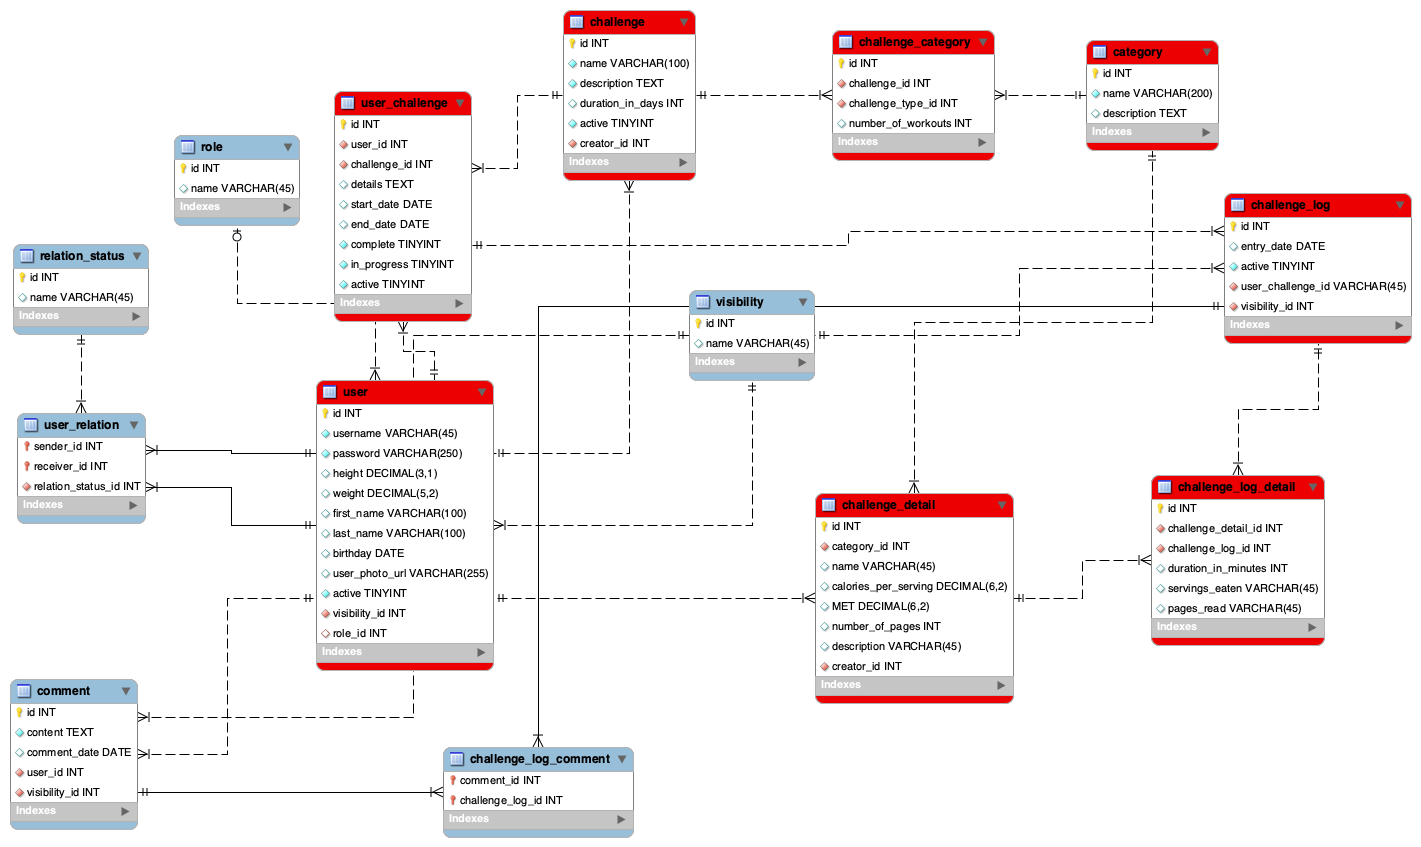 challenge
id INT
name VARCHAR(100)
description TEXT
duration_in_days INT
active TINYINT
creator_id INT
Indexes
challenge_category
id INT
challenge_id INT
challenge_type_id INT
number_of_workouts INT
Indexes
category
id INT
name VARCHAR(200)
description TEXT
Indexes
user_challenge
id INT
user_id INT
challenge_id INT
details TEXT
start_date DATE
end_date DATE
complete TINYINT
in_progress TINYINT
active TINYINT
Indexes
role
id INT
name VARCHAR(45)
Indexes
challenge_log
id INT
entry_date DATE
active TINYINT
user_challenge_id VARCHAR(45)
visibility_id INT
Indexes
relation_status
id INT
name VARCHAR(45)
Indexes
visibility
id INT
name VARCHAR(45)
Indexes
user
id INT
username VARCHAR(45)
password VARCHAR(250)
height DECIMAL(3,1)
weight DECIMAL(5,2)
first_name VARCHAR(100)
last_name VARCHAR(100)
birthday DATE
user_photo_url VARCHAR(255)
active TINYINT
visibility_id INT
role_id INT
Indexes
user_relation
sender_id INT
receiver_id INT
relation_status_id INT
Indexes
challenge_detail
id INT
category_id INT
name VARCHAR(45)
calories_per_serving DECIMAL(6,2)
MET DECIMAL(6,2)
number_of_pages INT
description VARCHAR(45)
creator_id INT
Indexes
challenge_log_detail
id INT
challenge_detail_id INT
challenge_log_id INT
duration_in_minutes INT
servings_eaten VARCHAR(45)
pages_read VARCHAR(45)
Indexes
comment
id INT
content TEXT
comment_date DATE
user_id INT
visibility_id INT
Indexes
challenge_log_comment
comment_id INT
challenge_log_id INT
Indexes